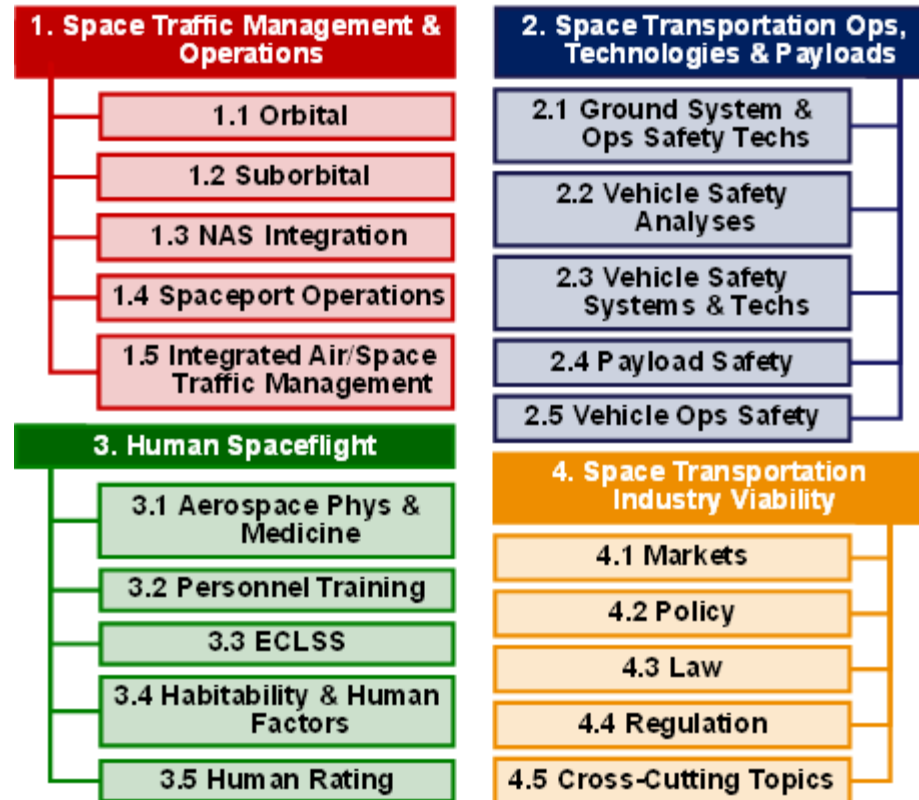 1. Space Traffic Management &
Operations
1.1 Orbital
1.2 Suborbital
1.3 NAS Integration
1.4 Spaceport Operations
1.5 Integrated Air/Space
Traffic Management
2. Space Transportation Ops,
Technologies & Payloads
2.1 Ground System &
Ops Safety Techs
2.2 Vehicle Safety
Analyses
2.3 Vehicle Safety
Systems & Techs
2.4 Payload Safety
2.5 Vehicle Ops Safety
3. Human Spaceflight
3.1 Aerospace Phys &
Medicine
3.2 Personnel Training
3.3 ECLSS
3.4 Habitability & Human
Factors
3.5 Human Rating
4. Space Transportation
Industry Viability
4.1 Markets
4.2 Policy
4.3 Law
4.4 Regulation
4.5 Cross-Cutting Topics